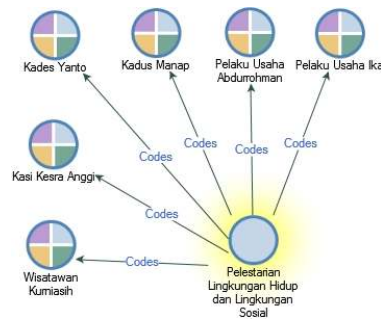 Kades Yanto
Kadus Manap
Pelaku Usaha
Abdurrohman
Pelaku Usaha Ika
Codes
Codes
Codes
Codes
Kasi Kesra Anggi
Codes
Codes
Wisatawan
Kurniasih
Pelestarian
Lingkungan Hidup
dan Lingkungan
Sosial